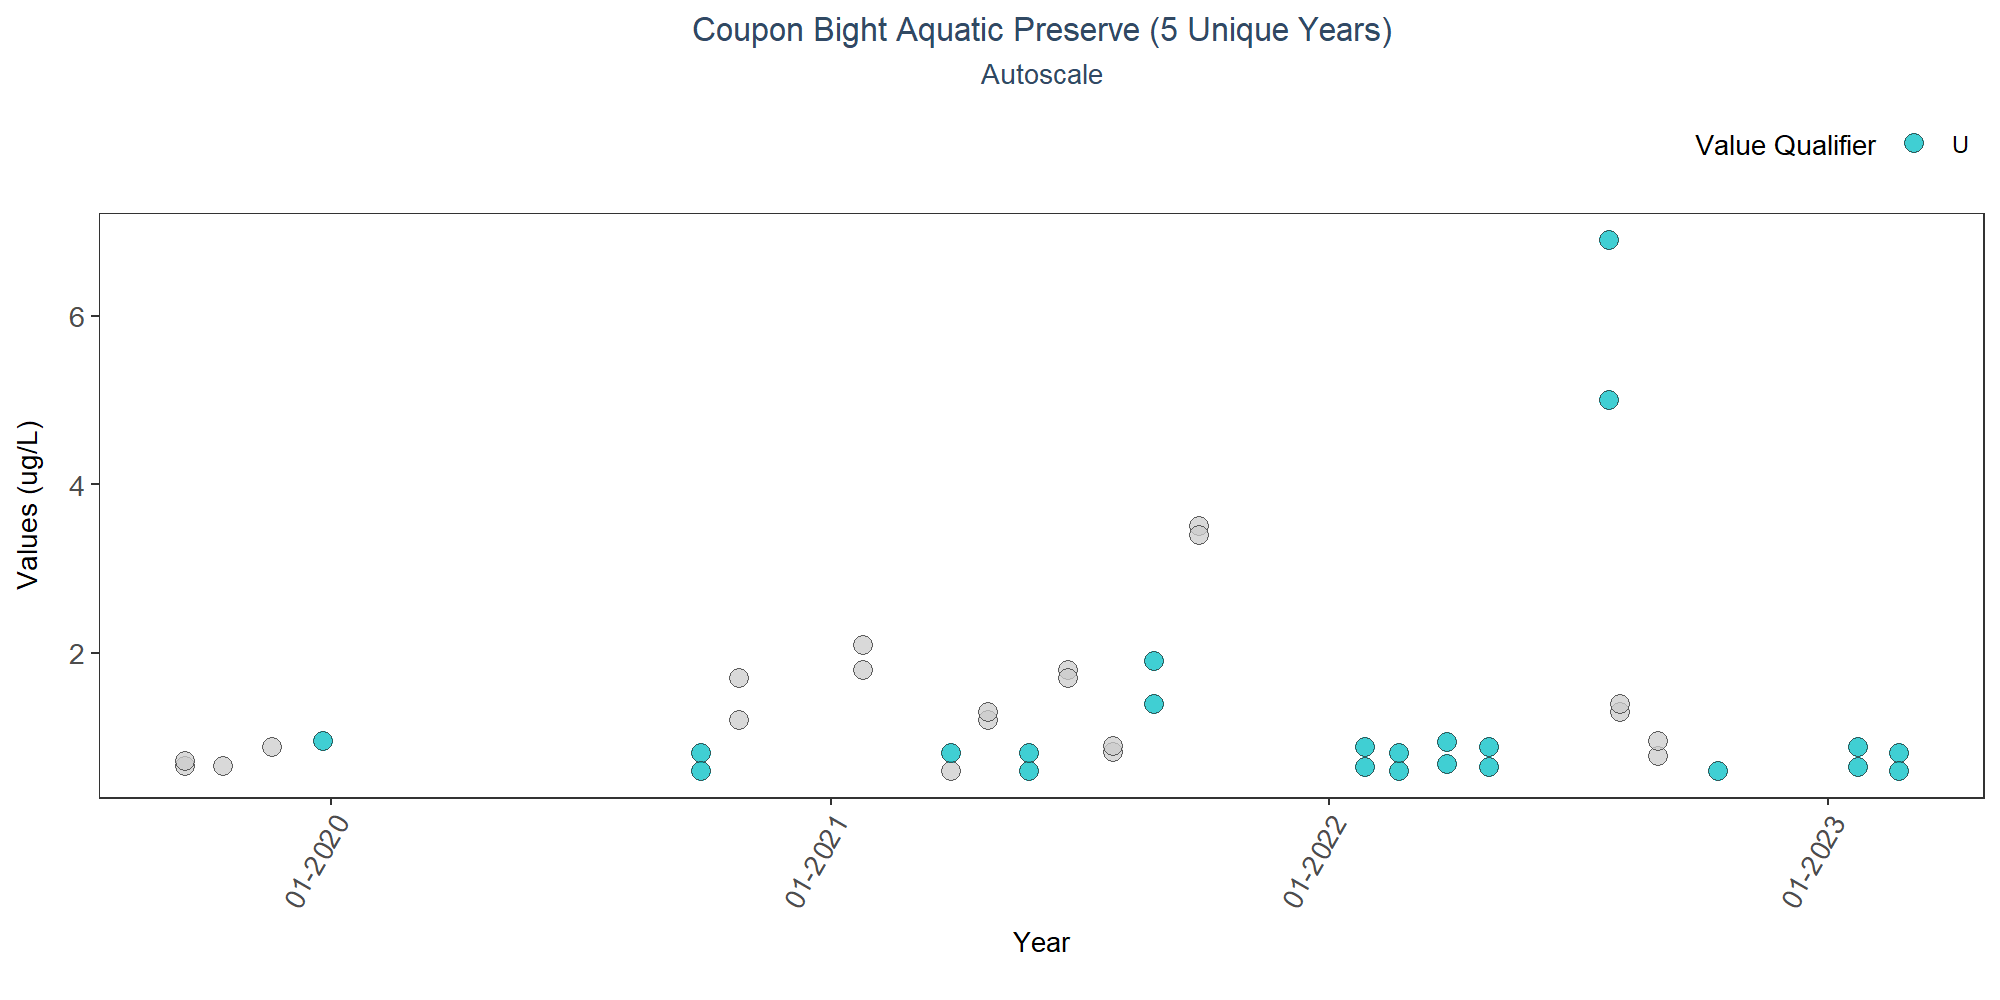 Coupon Bight Aquatic Preserve (5 Unique Years)
Autoscale
Value Qualifier U
Values (ug/L)
6
4
2
01-2020
01-2021
01-2022
01-2023
Year